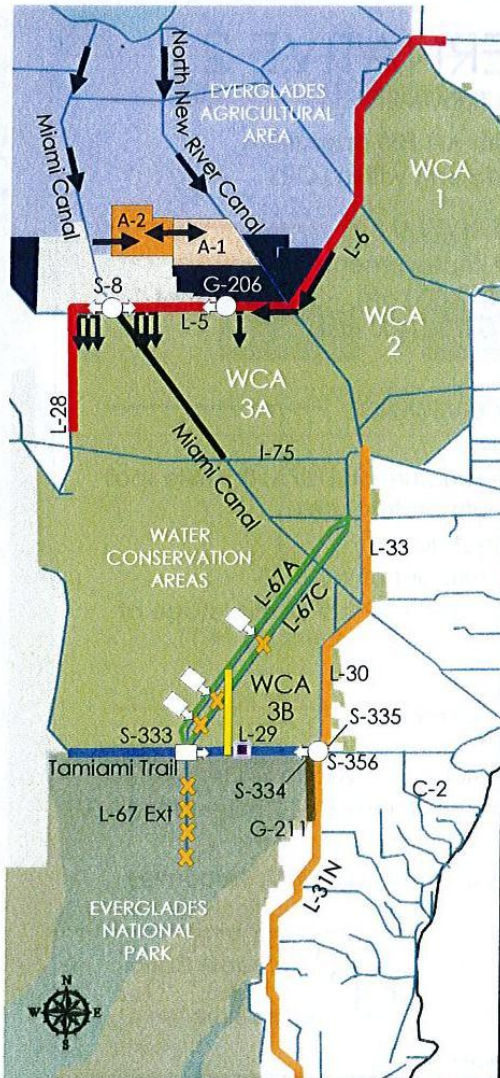 North New River Canal
Miami Canal
EVERGLADES
AGRICULTURAL
AREA
WCA
1
A-2
A-1
L-6
S-8
G-206
L-5
WCA
2
WCA
3A
L-28
I-75
Miami Canal
WATER
CONSERVATION
AREAS
L-33
L-67A
L-67C
L-30
WCA
3B
S-333
L-29
S-335
Tamiami Trail
S-356
S-334
C-2
L-67 Ext
G-211
L-31N
EVERGLADES
NATIONAL
PARK
N
W
E
S